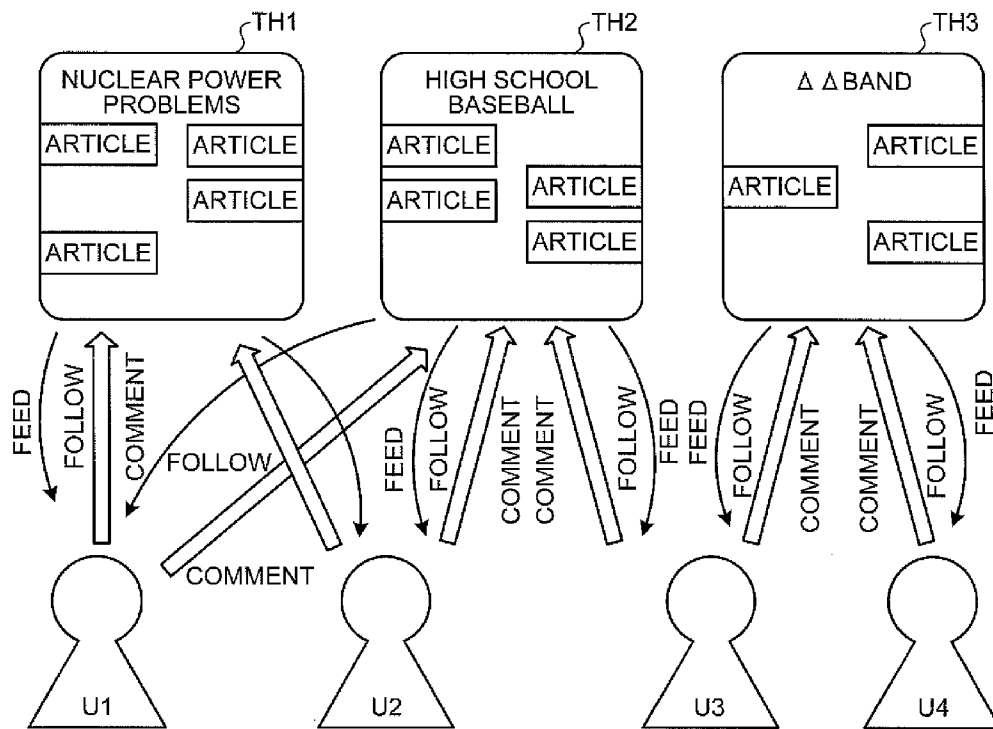 TH1
TH2
TH3
NUCLEAR POWER
PROBLEMS
HIGH SCHOOL
BASEBALL
Δ Δ BAND
ARTICLE
ARTICLE
ARTICLE
ARTICLE
ARTICLE
ARTICLE
ARTICLE
ARTICLE
ARTICLE
ARTICLE
ARTICLE
FEED
FOLLOW
COMMENT
FOLLOW
COMMENT
FEED
FOLLOW
COMMENT
COMMENT
FOLLOW
FEED
FEED
FOLLOW
COMMENT
COMMENT
FOLLOW
FEED
U1
U2
U3
U4